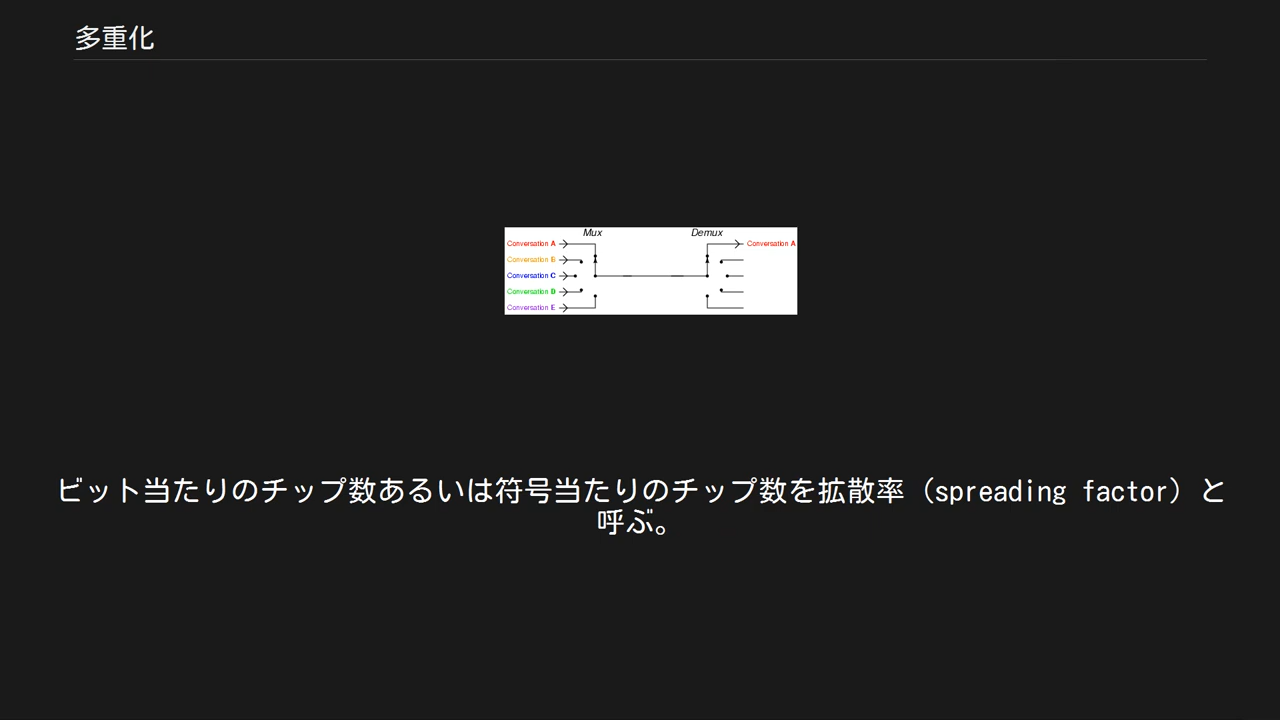 多重化
Mux Demux
Conversation A Conversation A
Conversation B
Conversation C
Conversation D
Conversation E
ビット当たりのチップ数あるいは符号当たりのチップ数を拡散率（spreading factor）と
呼ぶ。